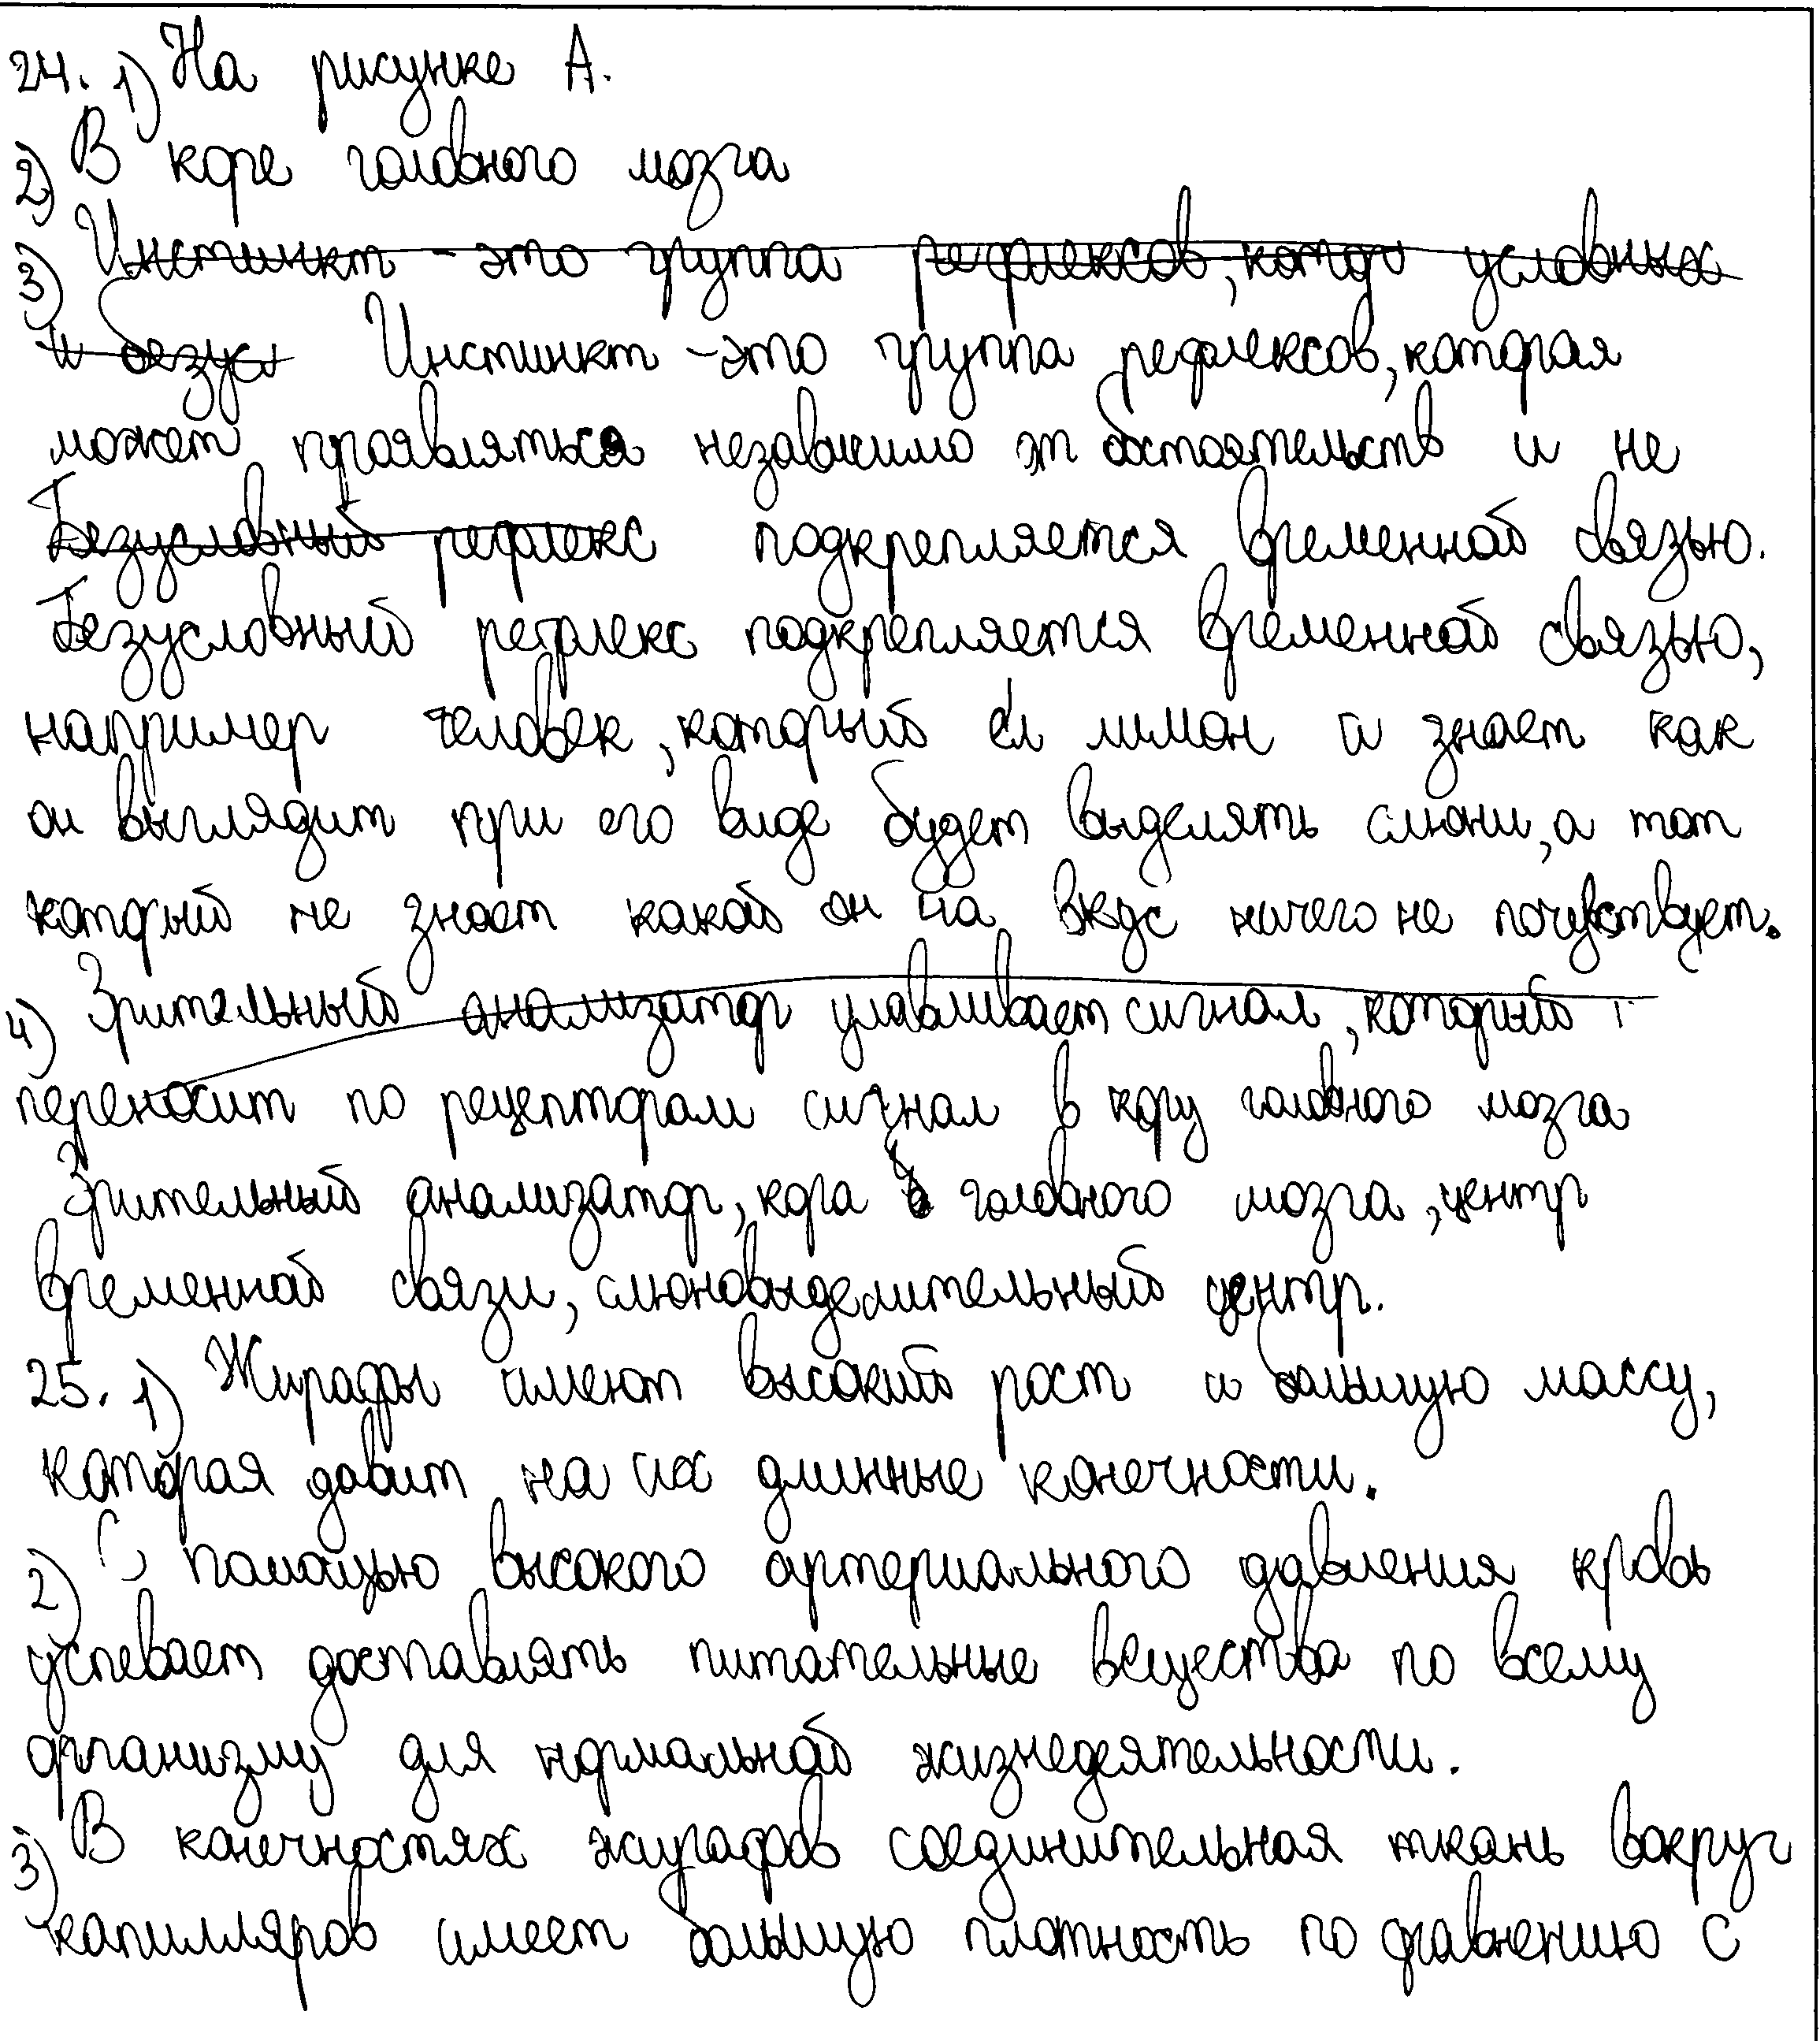 24. 1) На рисунке А.
2) В коре головного мозга
3) Инстинкт - это группа рефлексов, которо условных
и безусл Инстинкт - это группа рефлексов, которая
может проявляться независимо от обстоятельств и не
Безусловный рефлекс подкрепляется временной связью.
Безусловный рефлекс подкрепляется временной связью,
например человек, который ел лимон и знает как
он выглядит при его виде будет выделять слюни, а тот
который не знает какой он на вкус ничего не почувствует.
4) Зрительный анализатор улавливает сигнал, который
переносит по рецепторам сигнал в кору головного мозга
Зрительный анализатор, кора головного мозга, центр
временной связи, слюновыделительный центр.
25. 1) Жирафы имеют высокий рост и большую массу,
которая давит на их длинные конечности.
2) С помощью высокого артериального давления кровь
успевает доставлять питательные вещества по всему
организму для нормальной жизнедеятельности.
3) В конечностях жирафов соединительная ткань вокруг
капилляров имеет большую плотность по сравнению с